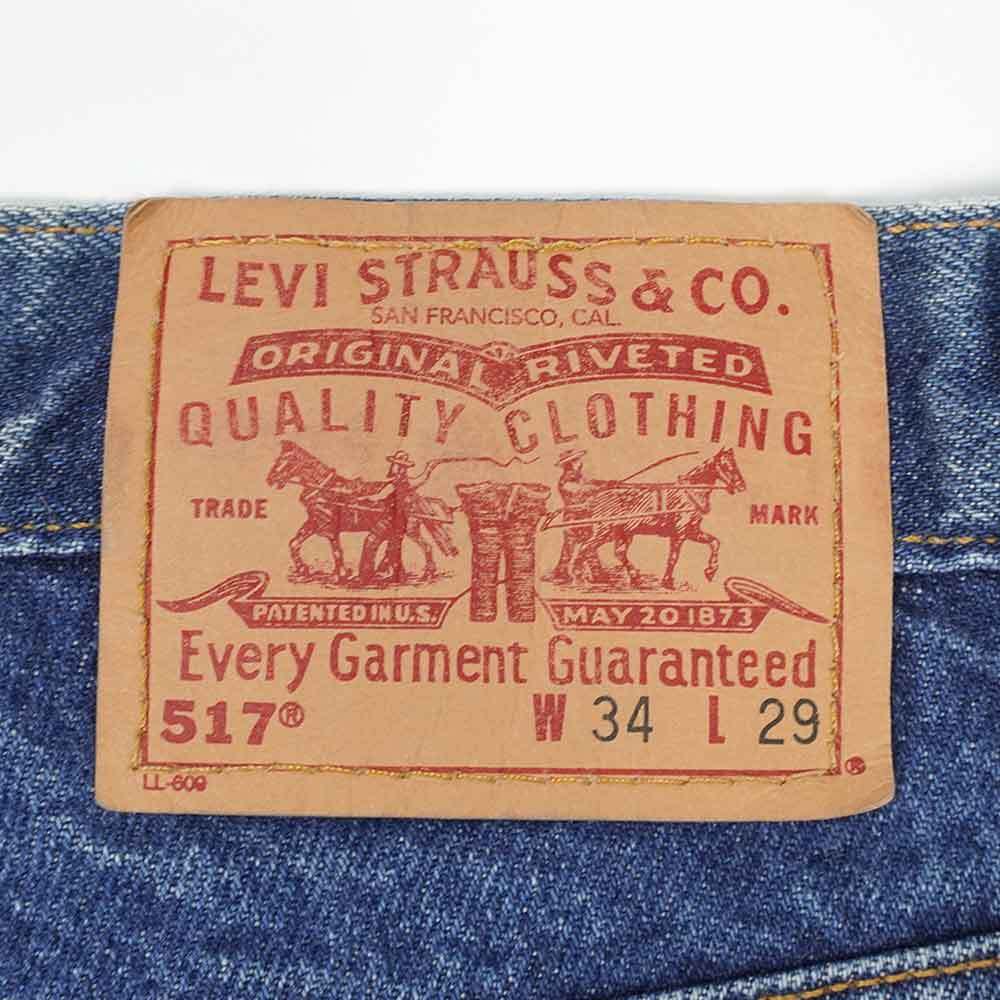 LEVI STRAUSS & CO.
SAN FRANCISCO, CAL.
ORIGINAL RIVETED
QUALITY CLOTHING
TRADE MARK
PATENTED IN U.S. MAY 20 1873
Every Garment Guaranteed
517® W 34 L 29
LL-609 ®